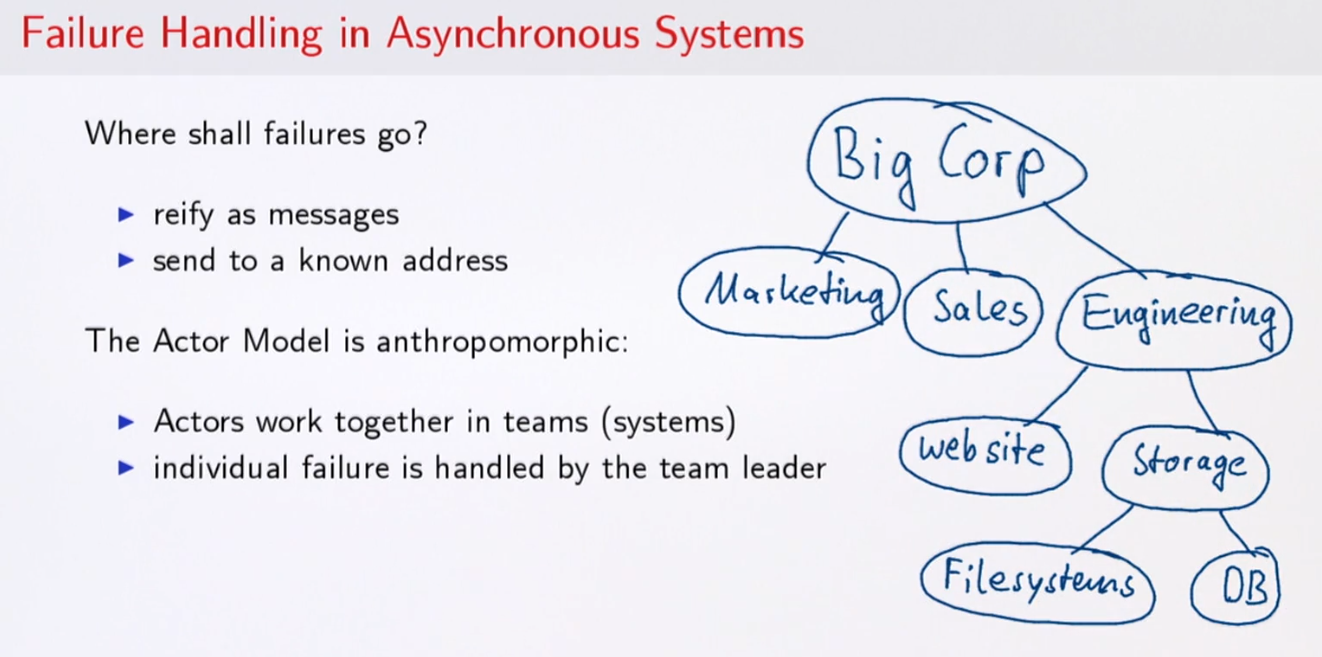 Failure Handling in Asynchronous Systems
Where shall failures go?
▶ reify as messages
▶ send to a known address
The Actor Model is anthropomorphic:
▶ Actors work together in teams (systems)
▶ individual failure is handled by the team leader
Big Corp
Marketing
Sales
Engineering
web site
Storage
Filesystems
DB